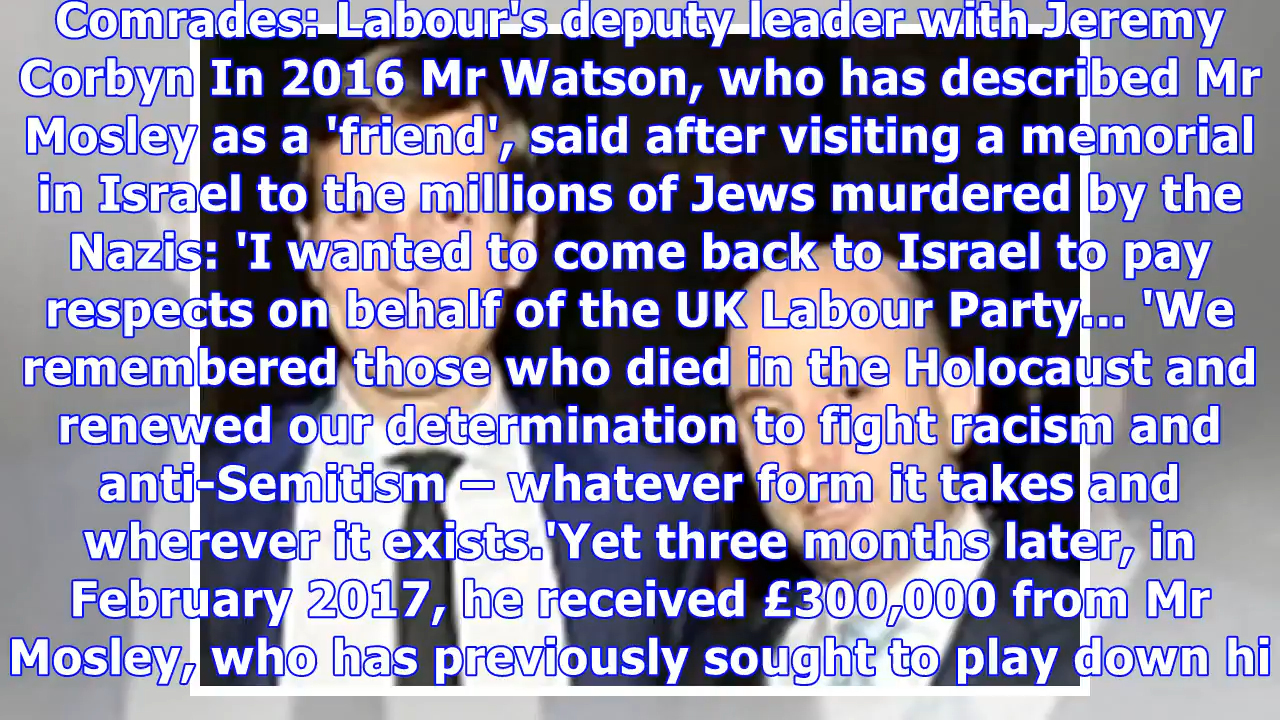 Comrades: Labour's deputy leader with Jeremy
Corbyn In 2016 Mr Watson, who has described Mr
Mosley as a 'friend', said after visiting a memorial
in Israel to the millions of Jews murdered by the
Nazis: 'I wanted to come back to Israel to pay
respects on behalf of the UK Labour Party... 'We
remembered those who died in the Holocaust and
renewed our determination to fight racism and
anti-Semitism – whatever form it takes and
wherever it exists.'Yet three months later, in
February 2017, he received £300,000 from Mr
Mosley, who has previously sought to play down hi